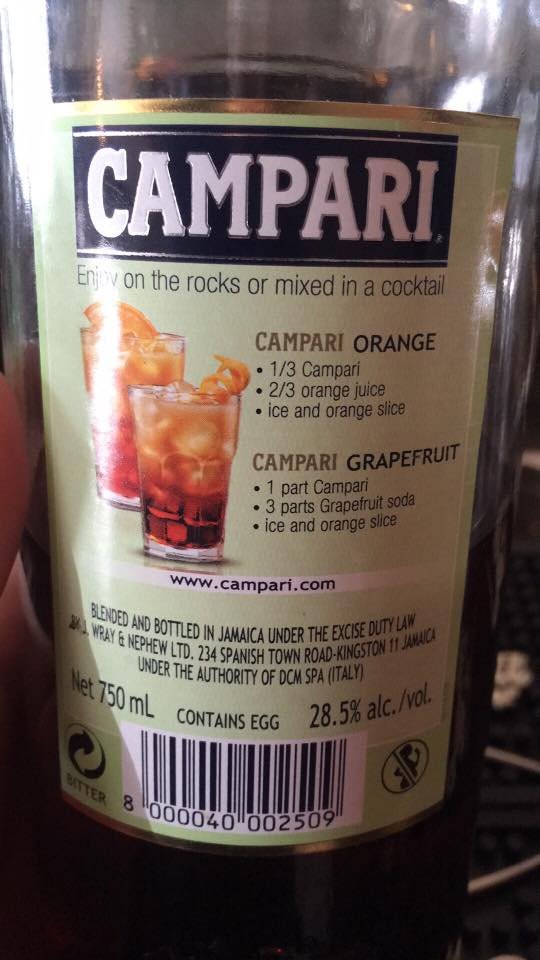 CAMPARI
Enjoy on the rocks or mixed in a cocktail
CAMPARI ORANGE
• 1/3 Campari
• 2/3 orange juice
• ice and orange slice
CAMPARI GRAPEFRUIT
• 1 part Campari
• 3 parts Grapefruit soda
• ice and orange slice
www.campari.com
BLENDED AND BOTTLED IN JAMAICA UNDER THE EXCISE DUTY LAW
WRAY & NEPHEW LTD. 234 SPANISH TOWN ROAD-KINGSTON 11 JAMAICA
UNDER THE AUTHORITY OF DCM SPA (ITALY)
Net 750 mL CONTAINS EGG 28.5% alc./vol.
BITTER
8 000040 002509